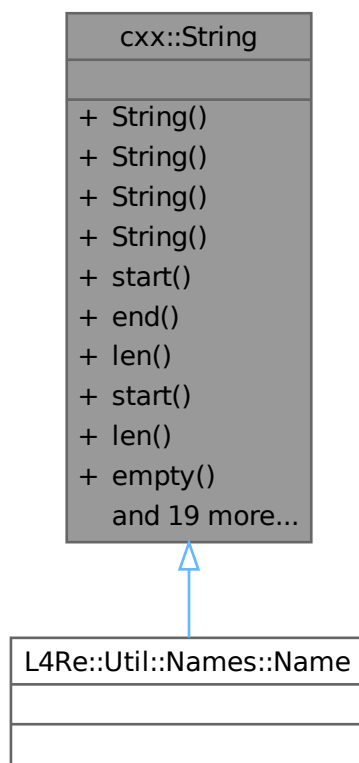 cxx::String
+ String()
+ String()
+ String()
+ String()
+ start()
+ end()
+ len()
+ start()
+ len()
+ empty()
and 19 more...
L4Re::Util::Names::Name